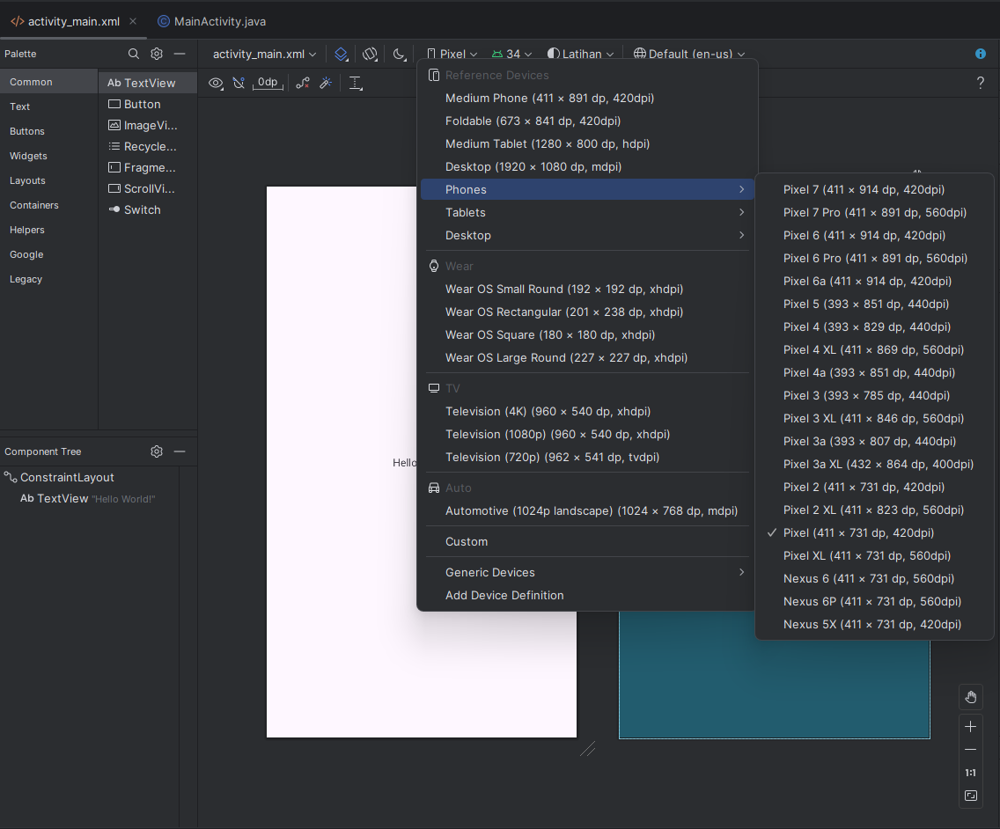 activity_main.xml
MainActivity.java
Palette
activity_main.xml
Pixel
34
Latihan
Default (en-us)
Common
Text
Buttons
Widgets
Layouts
Containers
Helpers
Google
Legacy
Ab TextView
Button
ImageVi...
Recycle...
Fragme...
ScrollVi...
Switch
0dp
?
Reference Devices
Medium Phone (411 × 891 dp, 420dpi)
Foldable (673 × 841 dp, 420dpi)
Medium Tablet (1280 × 800 dp, hdpi)
Desktop (1920 × 1080 dp, mdpi)
Phones
Tablets
Desktop
Wear
Wear OS Small Round (192 × 192 dp, xhdpi)
Wear OS Rectangular (201 × 238 dp, xhdpi)
Wear OS Square (180 × 180 dp, xhdpi)
Wear OS Large Round (227 × 227 dp, xhdpi)
TV
Television (4K) (960 × 540 dp, xhdpi)
Television (1080p) (960 × 540 dp, xhdpi)
Television (720p) (962 × 541 dp, tvdpi)
Auto
Automotive (1024p landscape) (1024 × 768 dp, mdpi)
Custom
Generic Devices
Add Device Definition
Pixel 7 (411 × 914 dp, 420dpi)
Pixel 7 Pro (411 × 891 dp, 560dpi)
Pixel 6 (411 × 914 dp, 420dpi)
Pixel 6 Pro (411 × 891 dp, 560dpi)
Pixel 6a (411 × 914 dp, 420dpi)
Pixel 5 (393 × 851 dp, 440dpi)
Pixel 4 (393 × 829 dp, 440dpi)
Pixel 4 XL (411 × 869 dp, 560dpi)
Pixel 4a (393 × 851 dp, 440dpi)
Pixel 3 (393 × 785 dp, 440dpi)
Pixel 3 XL (411 × 846 dp, 560dpi)
Pixel 3a (393 × 807 dp, 440dpi)
Pixel 3a XL (432 × 864 dp, 400dpi)
Pixel 2 (411 × 731 dp, 420dpi)
Pixel 2 XL (411 × 823 dp, 560dpi)
Pixel (411 × 731 dp, 420dpi)
Pixel XL (411 × 731 dp, 560dpi)
Nexus 6 (411 × 731 dp, 560dpi)
Nexus 6P (411 × 731 dp, 560dpi)
Nexus 5X (411 × 731 dp, 420dpi)
Hello
Component Tree
ConstraintLayout
Ab TextView "Hello World!"
1:1